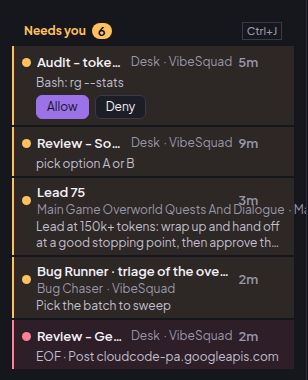 Needs you 6 Ctrl+J
Audit - toke... Desk · VibeSquad 5m
Bash: rg --stats
Allow Deny
Review - So... Desk · VibeSquad 9m
pick option A or B
Lead 75
3m
Main Game Overworld Quests And Dialogue · Ma
Lead at 150k+ tokens: wrap up and hand off
at a good stopping point, then approve th...
Bug Runner · triage of the ove... 2m
Bug Chaser · VibeSquad
Pick the batch to sweep
Review - Ge... Desk · VibeSquad 2m
EOF · Post cloudcode-pa.googleapis.com